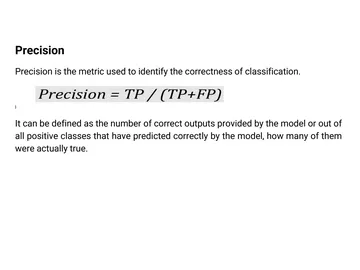 Precision
Precision is the metric used to identify the correctness of classification.
Precision = TP / (TP+FP)
It can be defined as the number of correct outputs provided by the model or out of
all positive classes that have predicted correctly by the model, how many of them
were actually true.